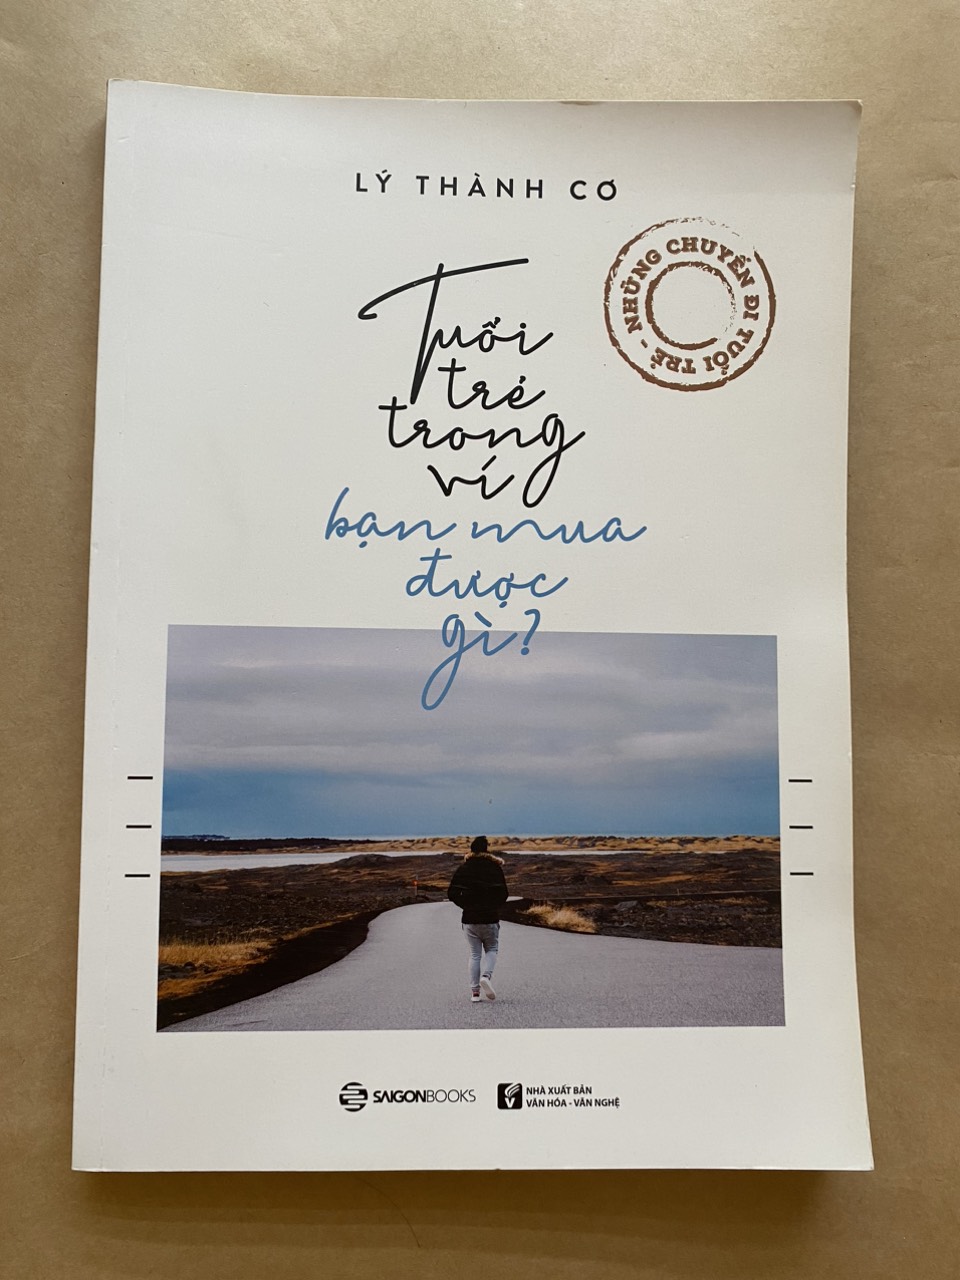 LÝ THÀNH CƠ
NHỮNG CHUYẾN ĐI TUỔI TRẺ -
Tuổi
trẻ
trong
ví
bạn mua
được
gì?
SAIGONBOOKS
NHÀ XUẤT BẢN
VĂN HÓA - VĂN NGHỆ